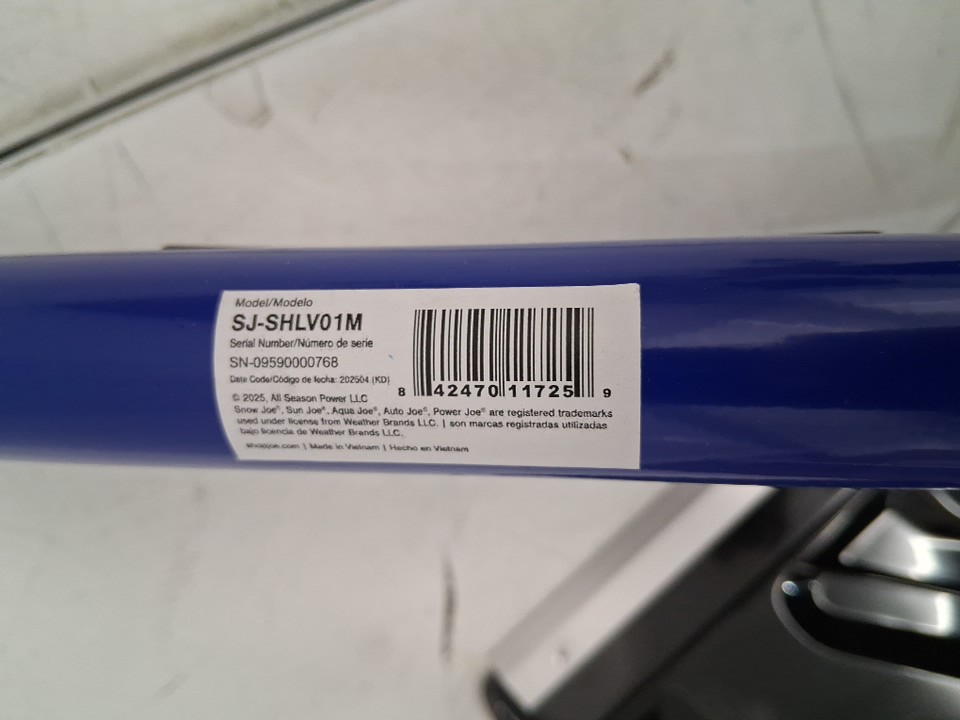 Model/Modelo
SJ-SHLV01M
Serial Number/Número de serie
SN-09590000768
Date Code/Código de fecha: 202504 (KD)
8 42470 11725 9
© 2025, All Season Power LLC
Snow Joe®, Sun Joe®, Aqua Joe®, Auto Joe®, Power Joe® are registered trademarks
used under license from Weather Brands LLC. | son marcas registradas utilizadas
bajo licencia de Weather Brands LLC.
shopjoe.com | Made in Vietnam | Hecho en Vietnam